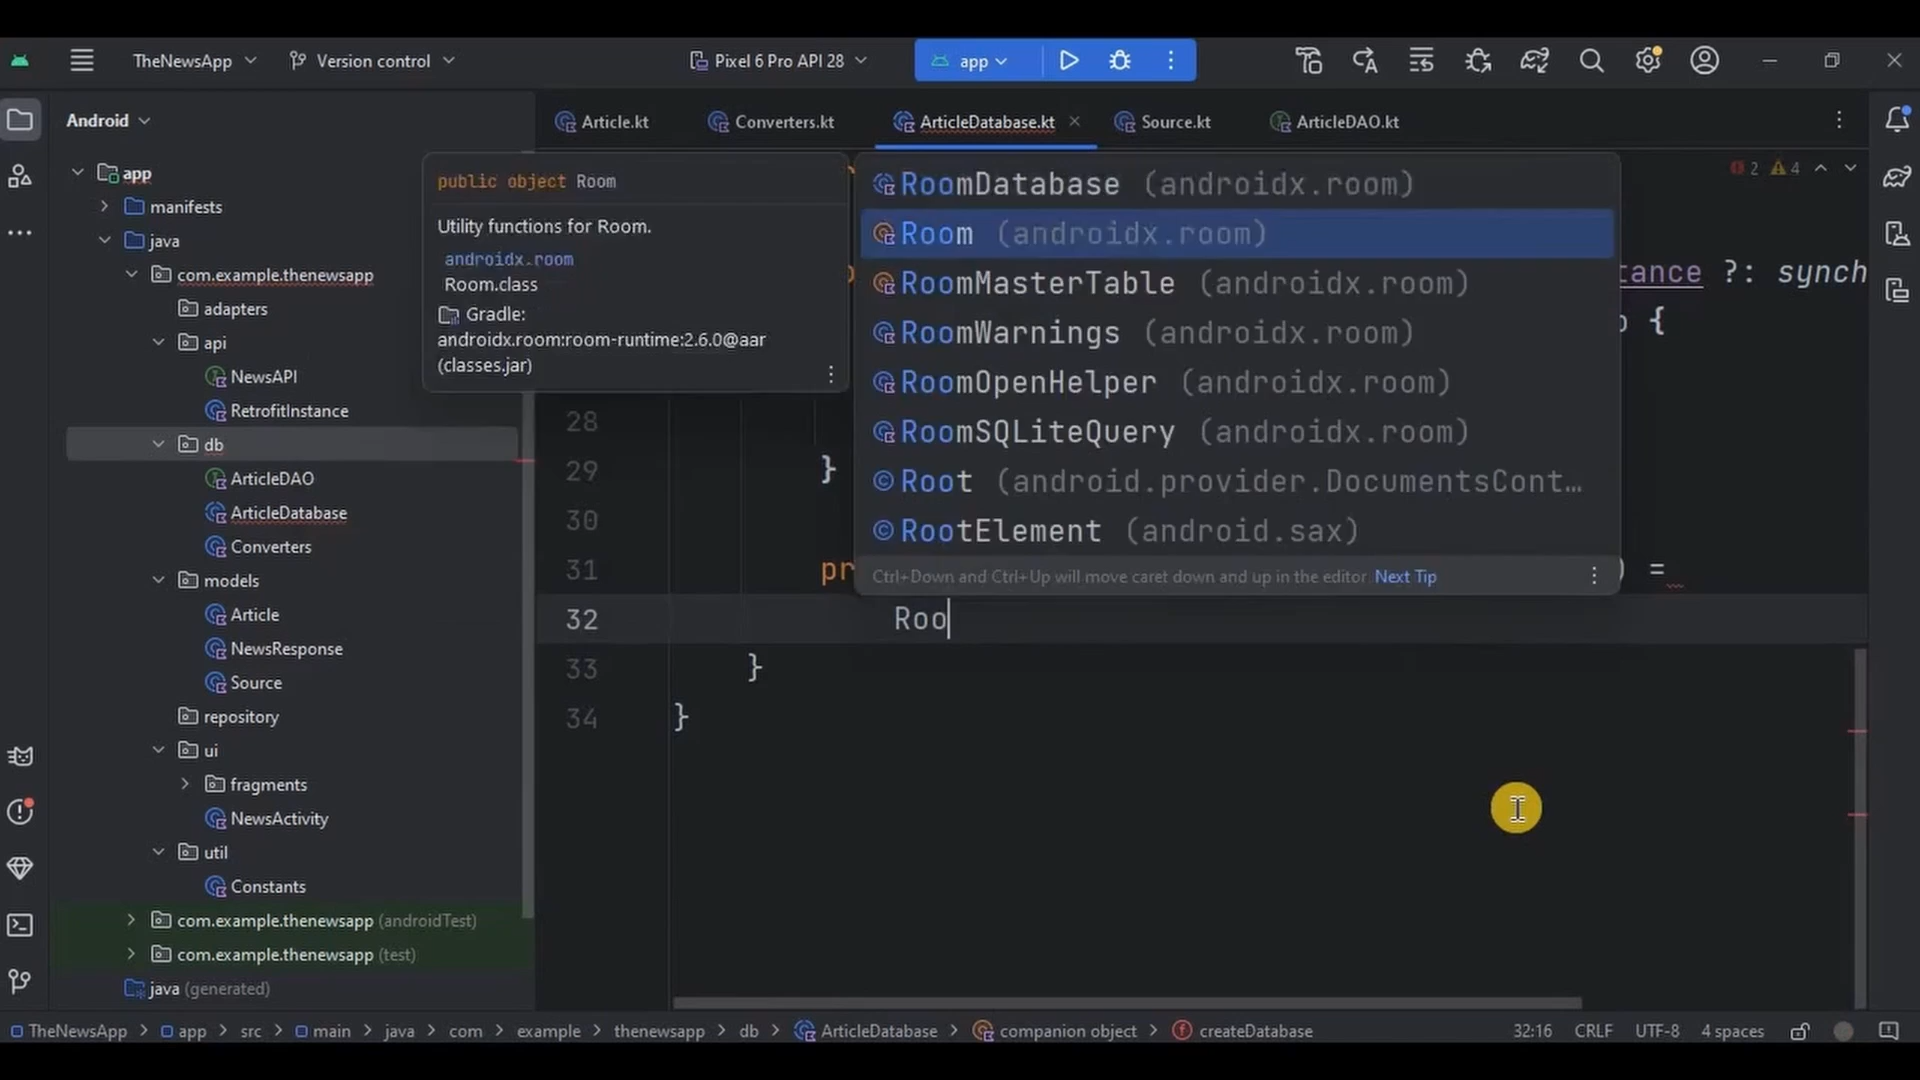 TheNewsApp
Version control
Pixel 6 Pro API 28
app
Android
Article.kt
Converters.kt
ArticleDatabase.kt
Source.kt
ArticleDAO.kt
app
manifests
java
com.example.thenewsapp
adapters
api
NewsAPI
RetrofitInstance
db
ArticleDAO
ArticleDatabase
Converters
models
Article
NewsResponse
Source
repository
ui
fragments
NewsActivity
util
Constants
com.example.thenewsapp (androidTest)
com.example.thenewsapp (test)
java (generated)
public object Room
Utility functions for Room.
androidx.room
Room.class
Gradle:
androidx.room:room-runtime:2.6.0@aar
(classes.jar)
RoomDatabase (androidx.room)
Room (androidx.room)
RoomMasterTable (androidx.room)
RoomWarnings (androidx.room)
RoomOpenHelper (androidx.room)
RoomSQLiteQuery (androidx.room)
Root (android.provider.DocumentsCont...
RootElement (android.sax)
Ctrl+Down and Ctrl+Up will move caret down and up in the editor Next Tip
2 4
tance ?: synch
{
28
29 }
30
31 pr ) =
32 Roo
33 }
34 }
TheNewsApp > app > src > main > java > com > example > thenewsapp > db > ArticleDatabase > companion object > createDatabase
32:16 CRLF UTF-8 4 spaces